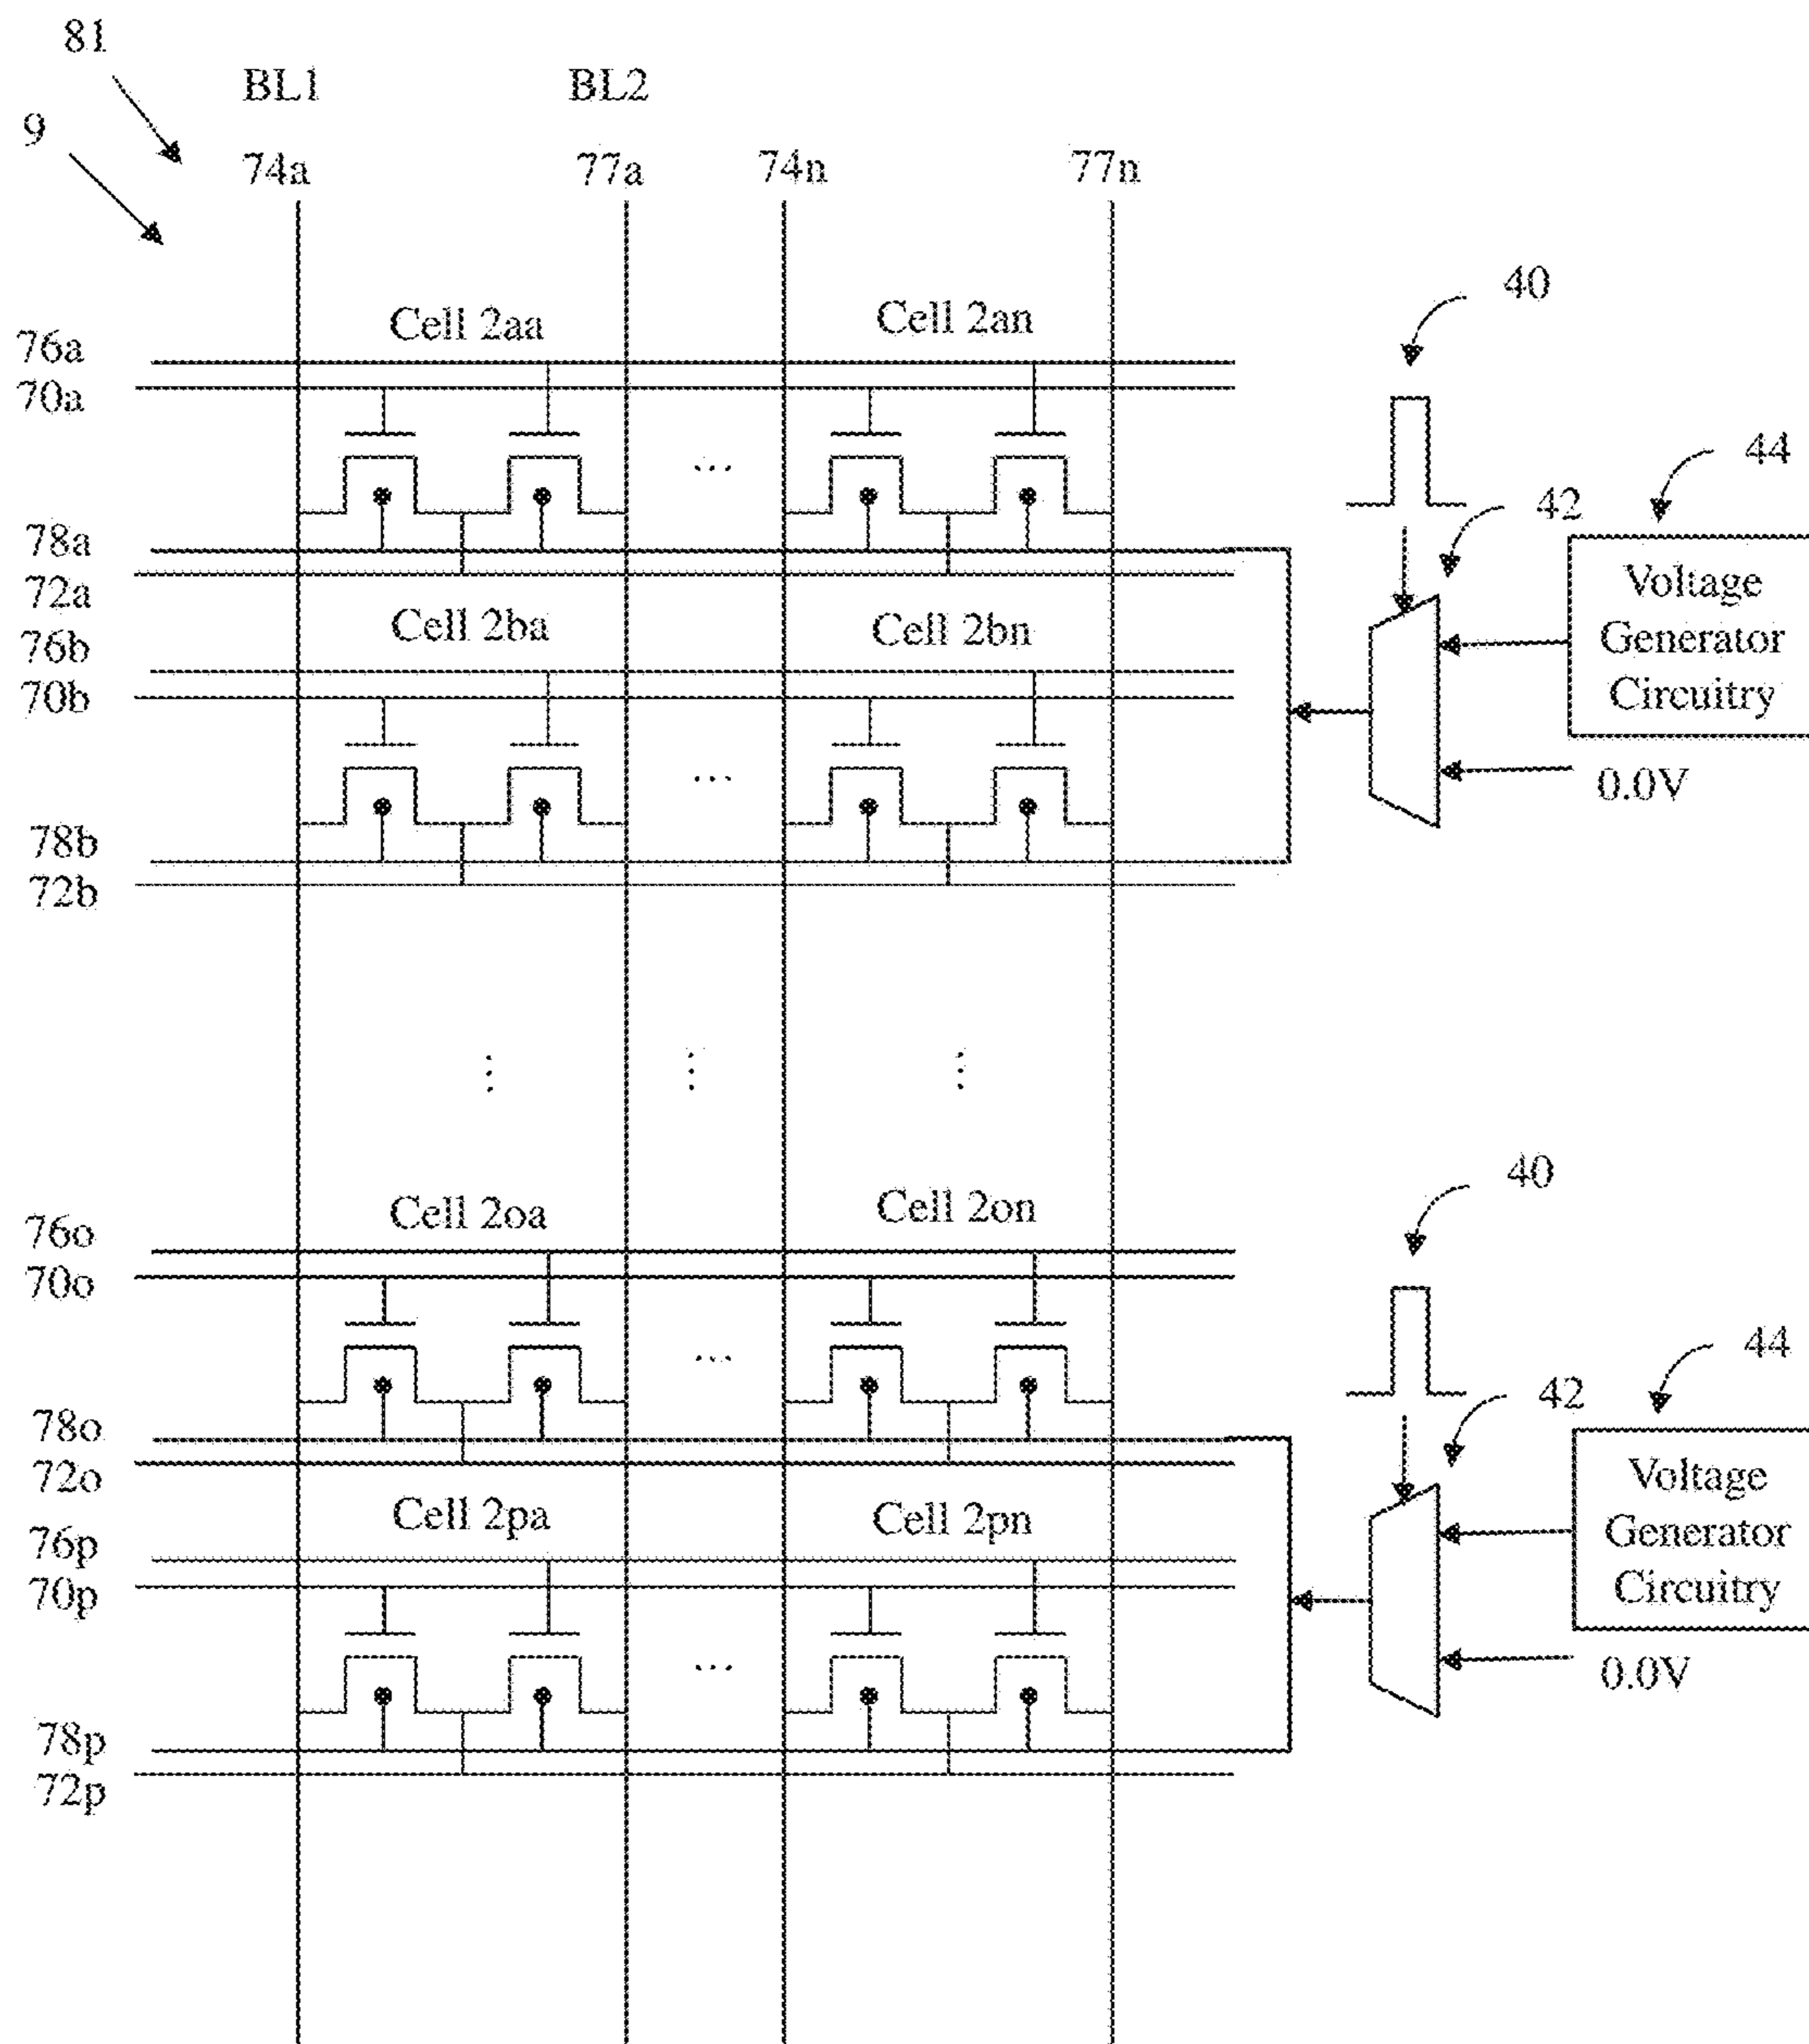 81
BL1 BL2
9
74a 77a 74n 77n
40
Cell 2aa Cell 2an
76a
70a
44
42
78a
72a
Voltage
Generator
Circuitry
Cell 2ba Cell 2bn
76b
70b
0.0V
78b
72b
...
...
⋮ ⋮ ⋮
40
Cell 2oa Cell 2on
76o
70o
44
42
...
78o
72o
Voltage
Generator
Circuitry
Cell 2pa Cell 2pn
76p
70p
0.0V
...
78p
72p